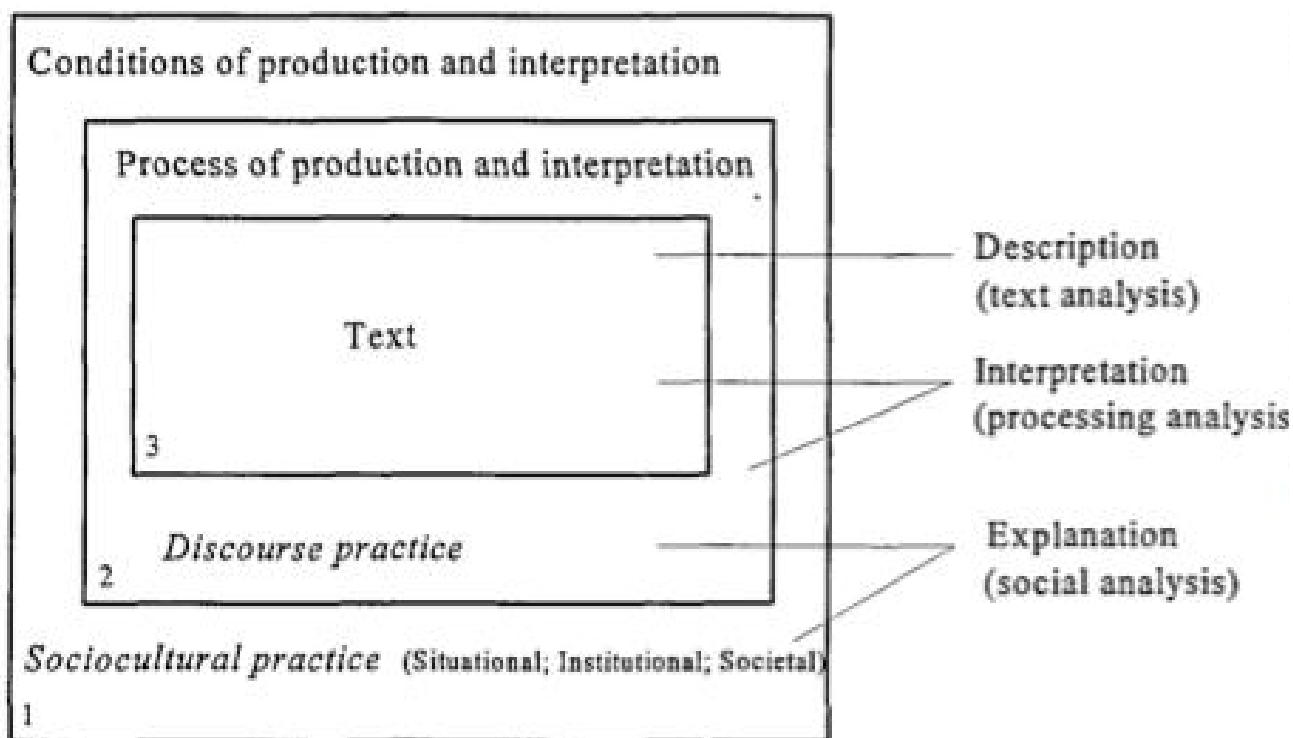 Conditions of production and interpretation
Process of production and interpretation
Text
3
Discourse practice
2
Sociocultural practice (Situational; Institutional; Societal)
1
Description
(text analysis)
Interpretation
(processing analysis
Explanation
(social analysis)